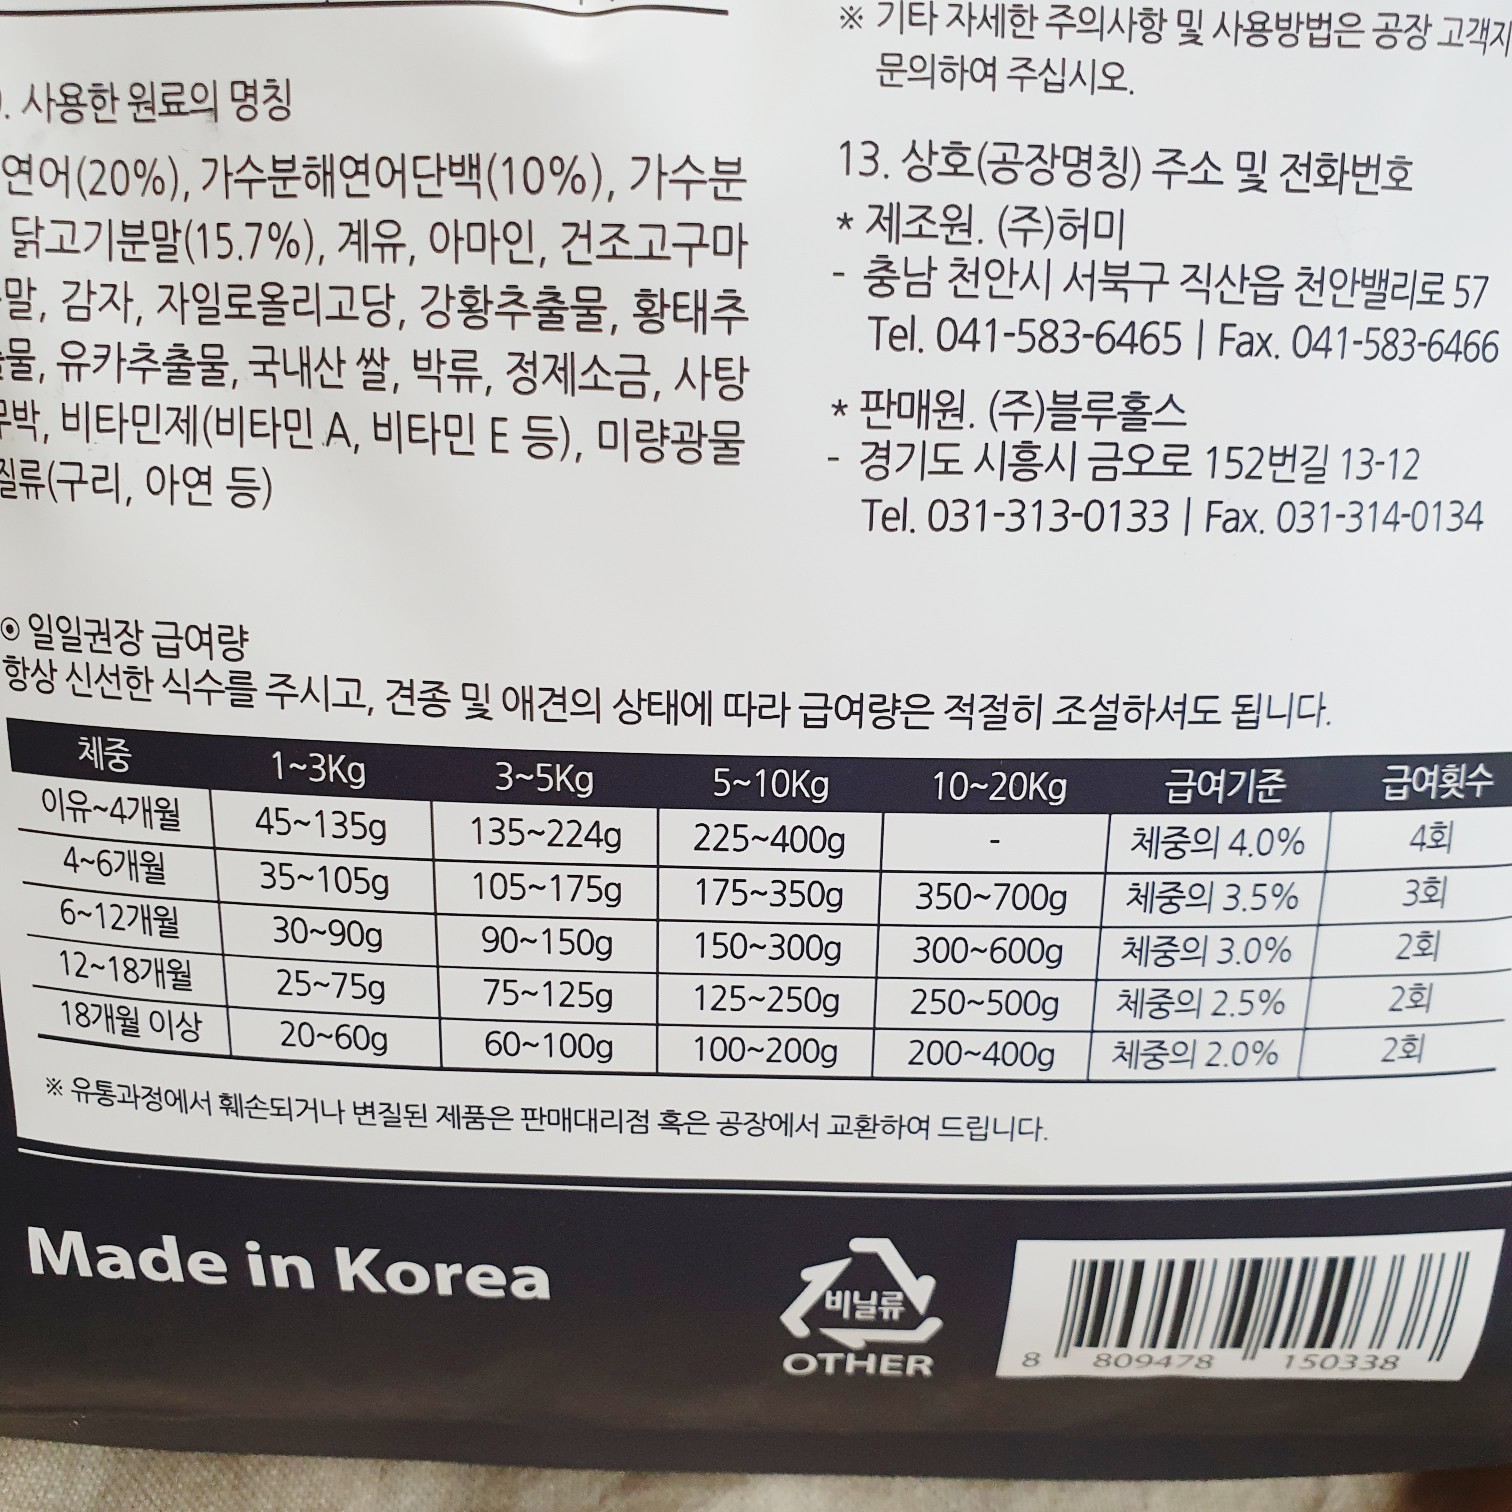 ※ 기타 자세한 주의사항 및 사용방법은 공장 고객지
문의하여 주십시오.
. 사용한 원료의 명칭
연어(20%), 가수분해연어단백(10%), 가수분
닭고기분말(15.7%), 계유, 아마인, 건조고구마
말, 감자, 자일로올리고당, 강황추출물, 황태추
물, 유카추출물, 국내산 쌀, 박류, 정제소금, 사탕
무박, 비타민제(비타민 A, 비타민 E 등), 미량광물
질류(구리, 아연 등)
13. 상호(공장명칭) 주소 및 전화번호
* 제조원. (주)허미
- 충남 천안시 서북구 직산읍 천안밸리로 57
Tel. 041-583-6465 | Fax. 041-583-6466
* 판매원. (주)블루홀스
- 경기도 시흥시 금오로 152번길 13-12
Tel. 031-313-0133 | Fax. 031-314-0134
⊙ 일일권장 급여량
항상 신선한 식수를 주시고, 견종 및 애견의 상태에 따라 급여량은 적절히 조설하셔도 됩니다.
체중 1~3Kg 3~5Kg 5~10Kg 10~20Kg 급여기준 급여횟수
이유~4개월 45~135g 135~224g 225~400g - 체중의 4.0% 4회
4~6개월 35~105g 105~175g 175~350g 350~700g 체중의 3.5% 3회
6~12개월 30~90g 90~150g 150~300g 300~600g 체중의 3.0% 2회
12~18개월 25~75g 75~125g 125~250g 250~500g 체중의 2.5% 2회
18개월 이상 20~60g 60~100g 100~200g 200~400g 체중의 2.0% 2회
※ 유통과정에서 훼손되거나 변질된 제품은 판매대리점 혹은 공장에서 교환하여 드립니다.
Made in Korea
비닐류
OTHER
8 809478 150338